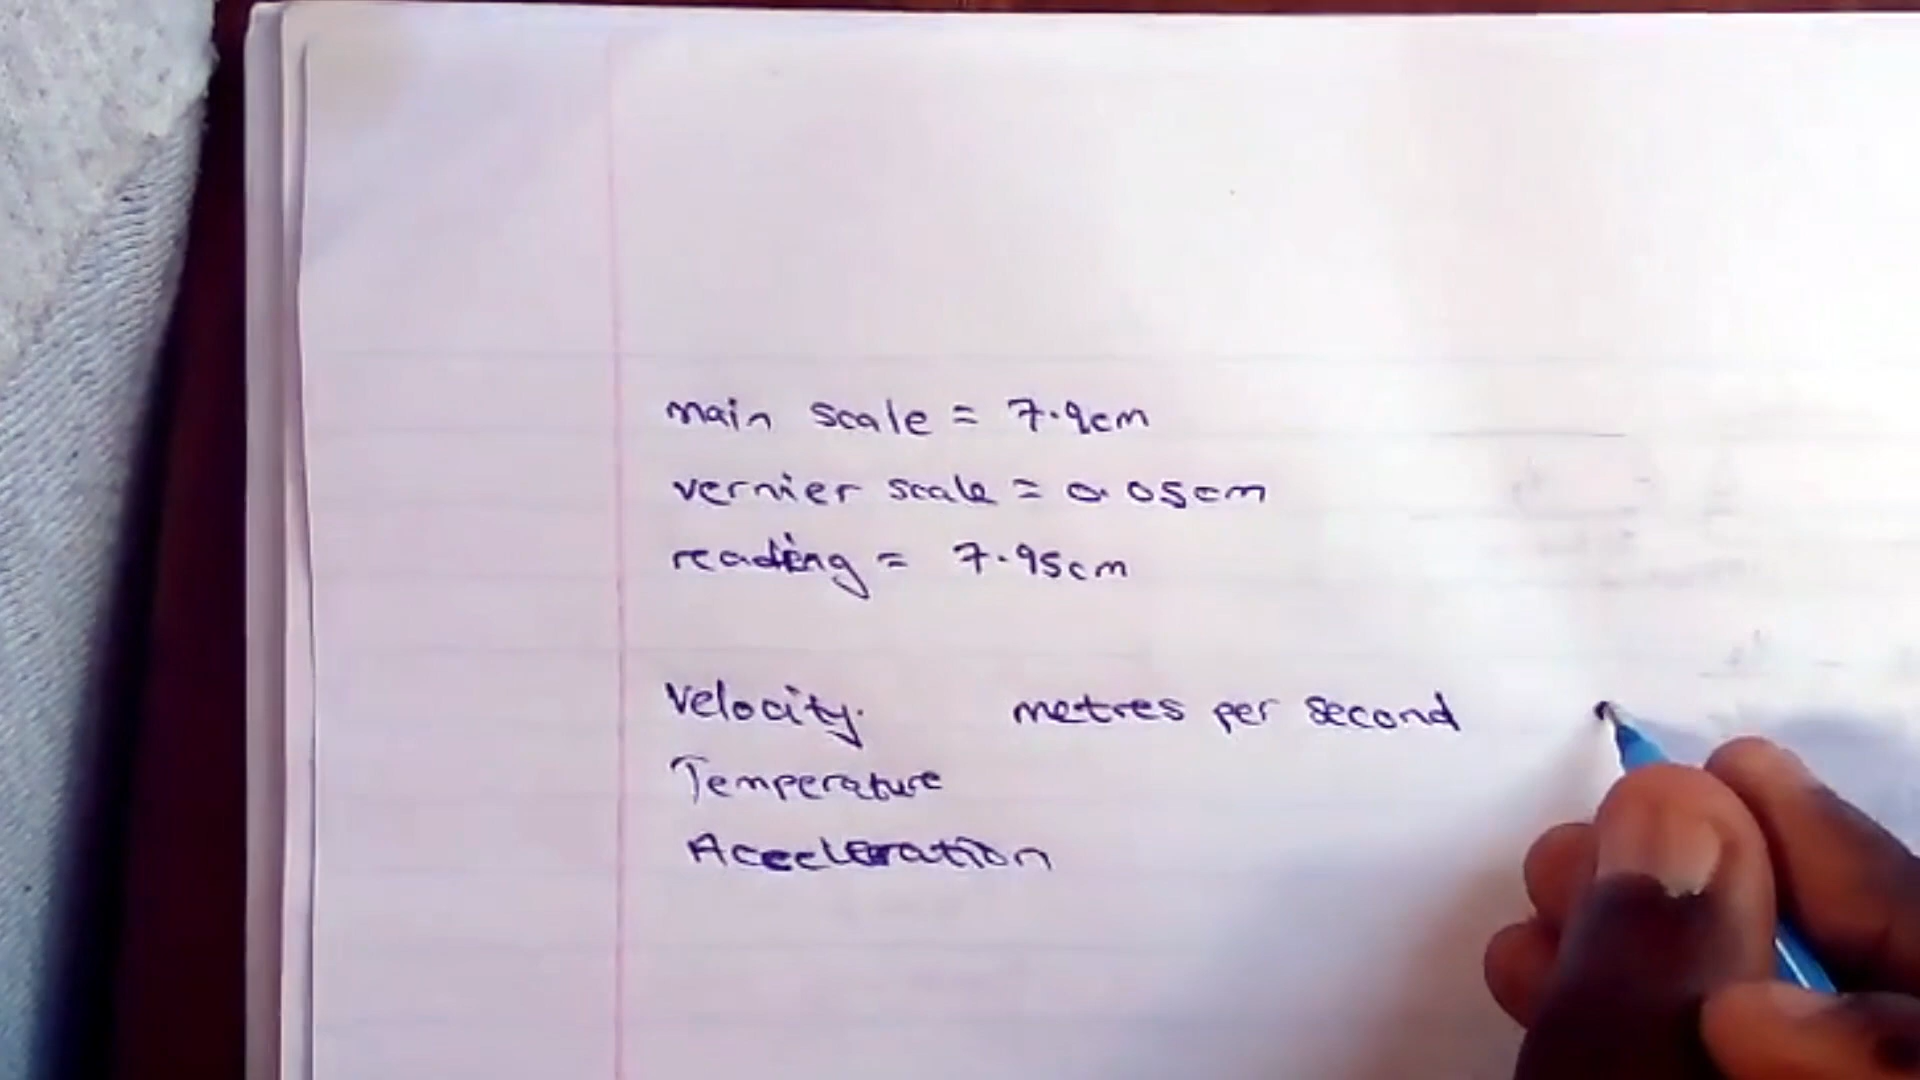 main scale = 7.9cm
vernier scale = 0.05cm
reading = 7.95cm
Velocity. metres per second
Temperature
Acceleration